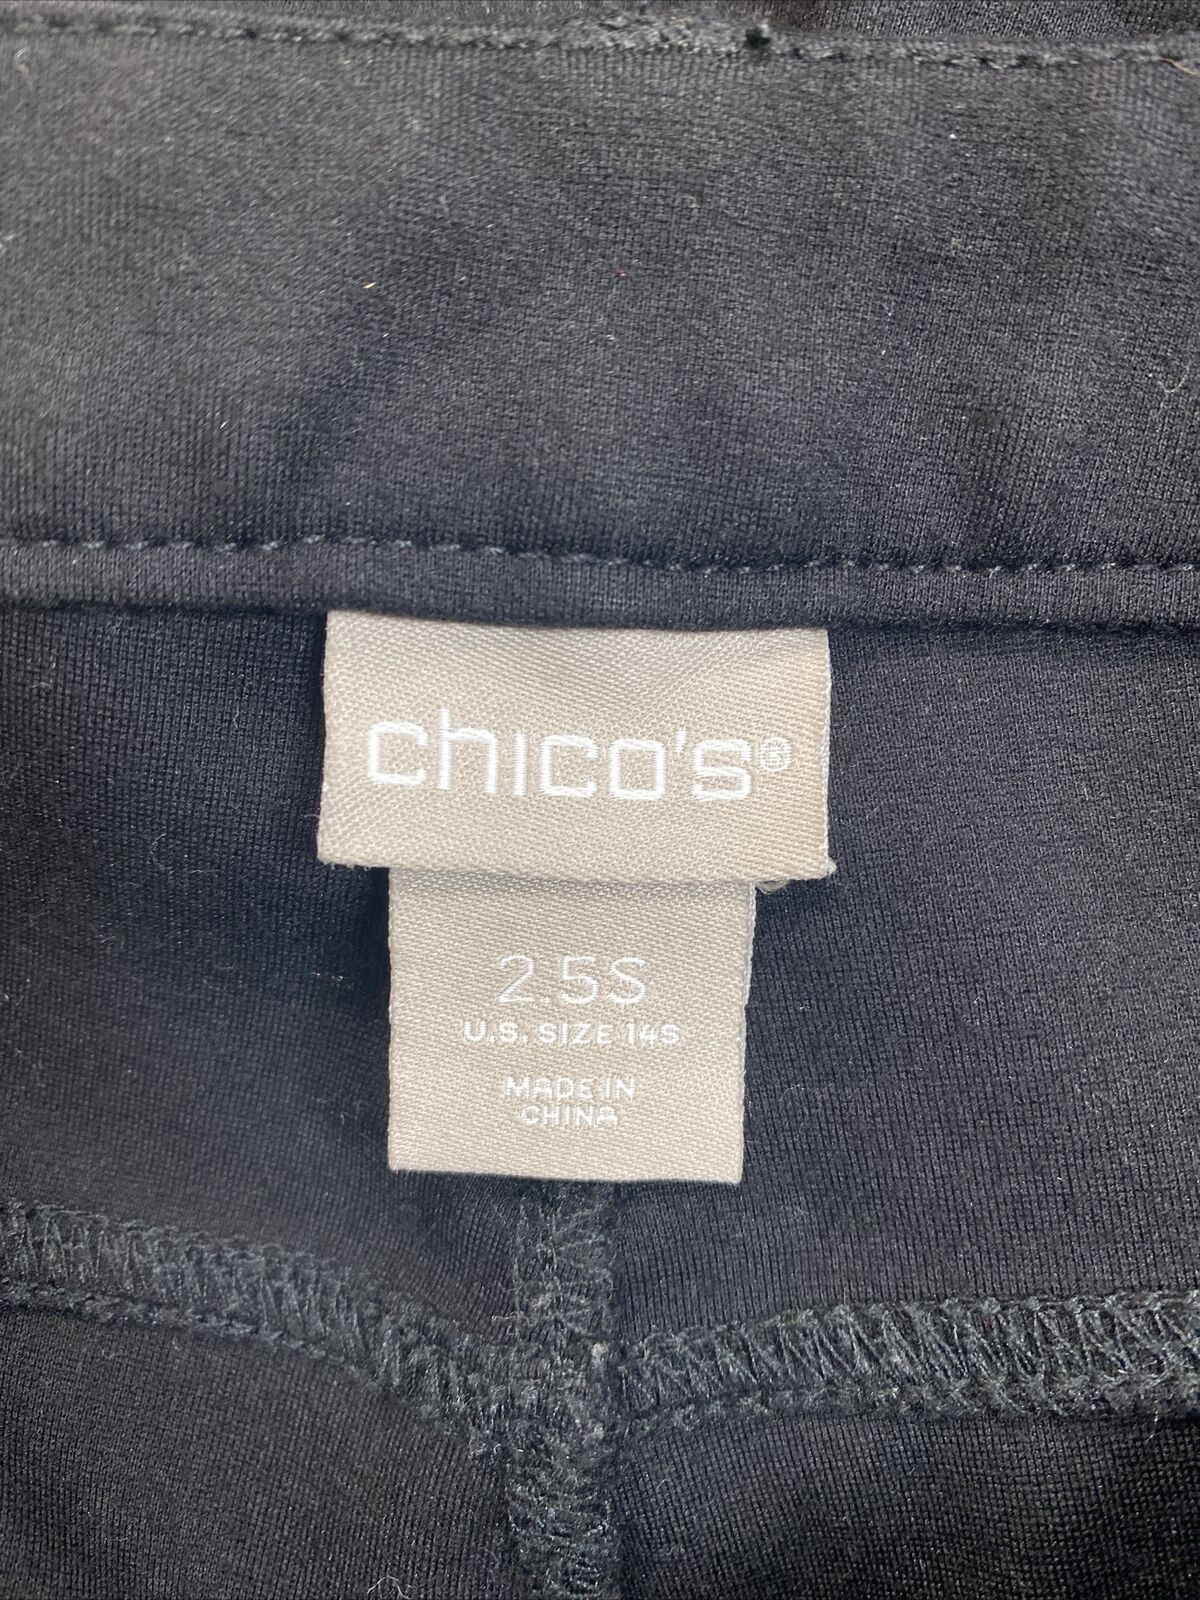 chico's®
2.5S
U.S. SIZE 14S
MADE IN
CHINA